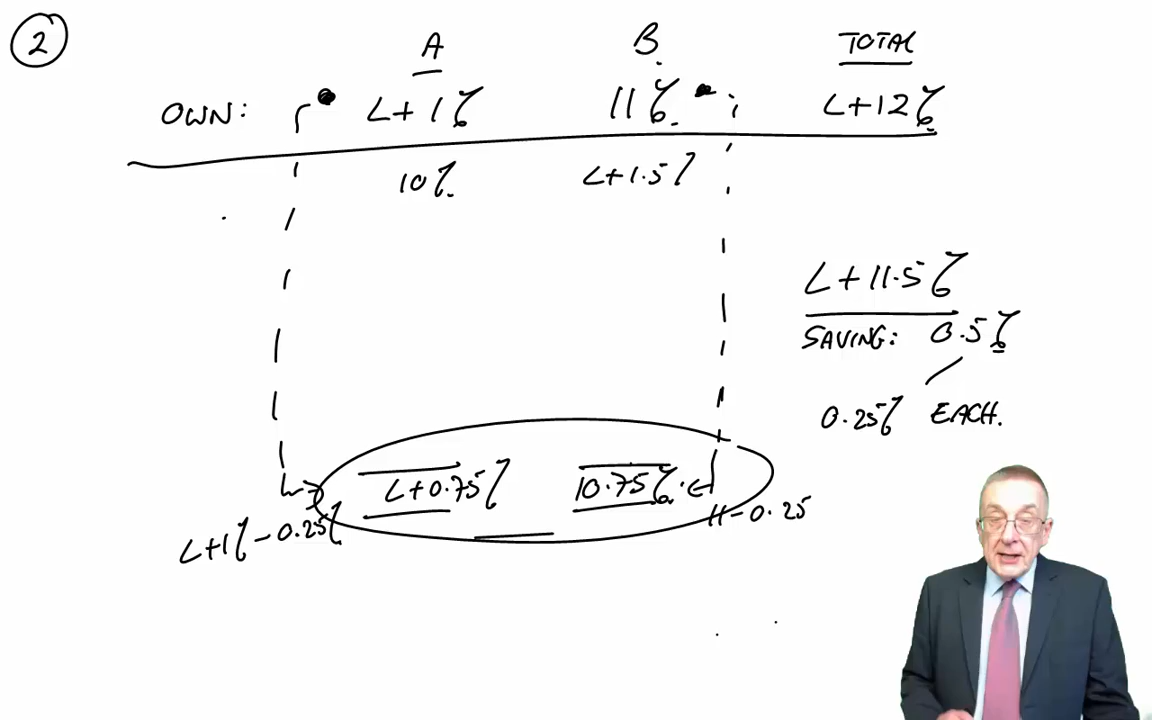 2
A B TOTAL
OWN: L+1% 11% L+12%
10% L+1.5%
L+11.5%
SAVING: 0.5%
0.25% EACH.
L+0.75% 10.75%.
L+1%-0.25% 11-0.25